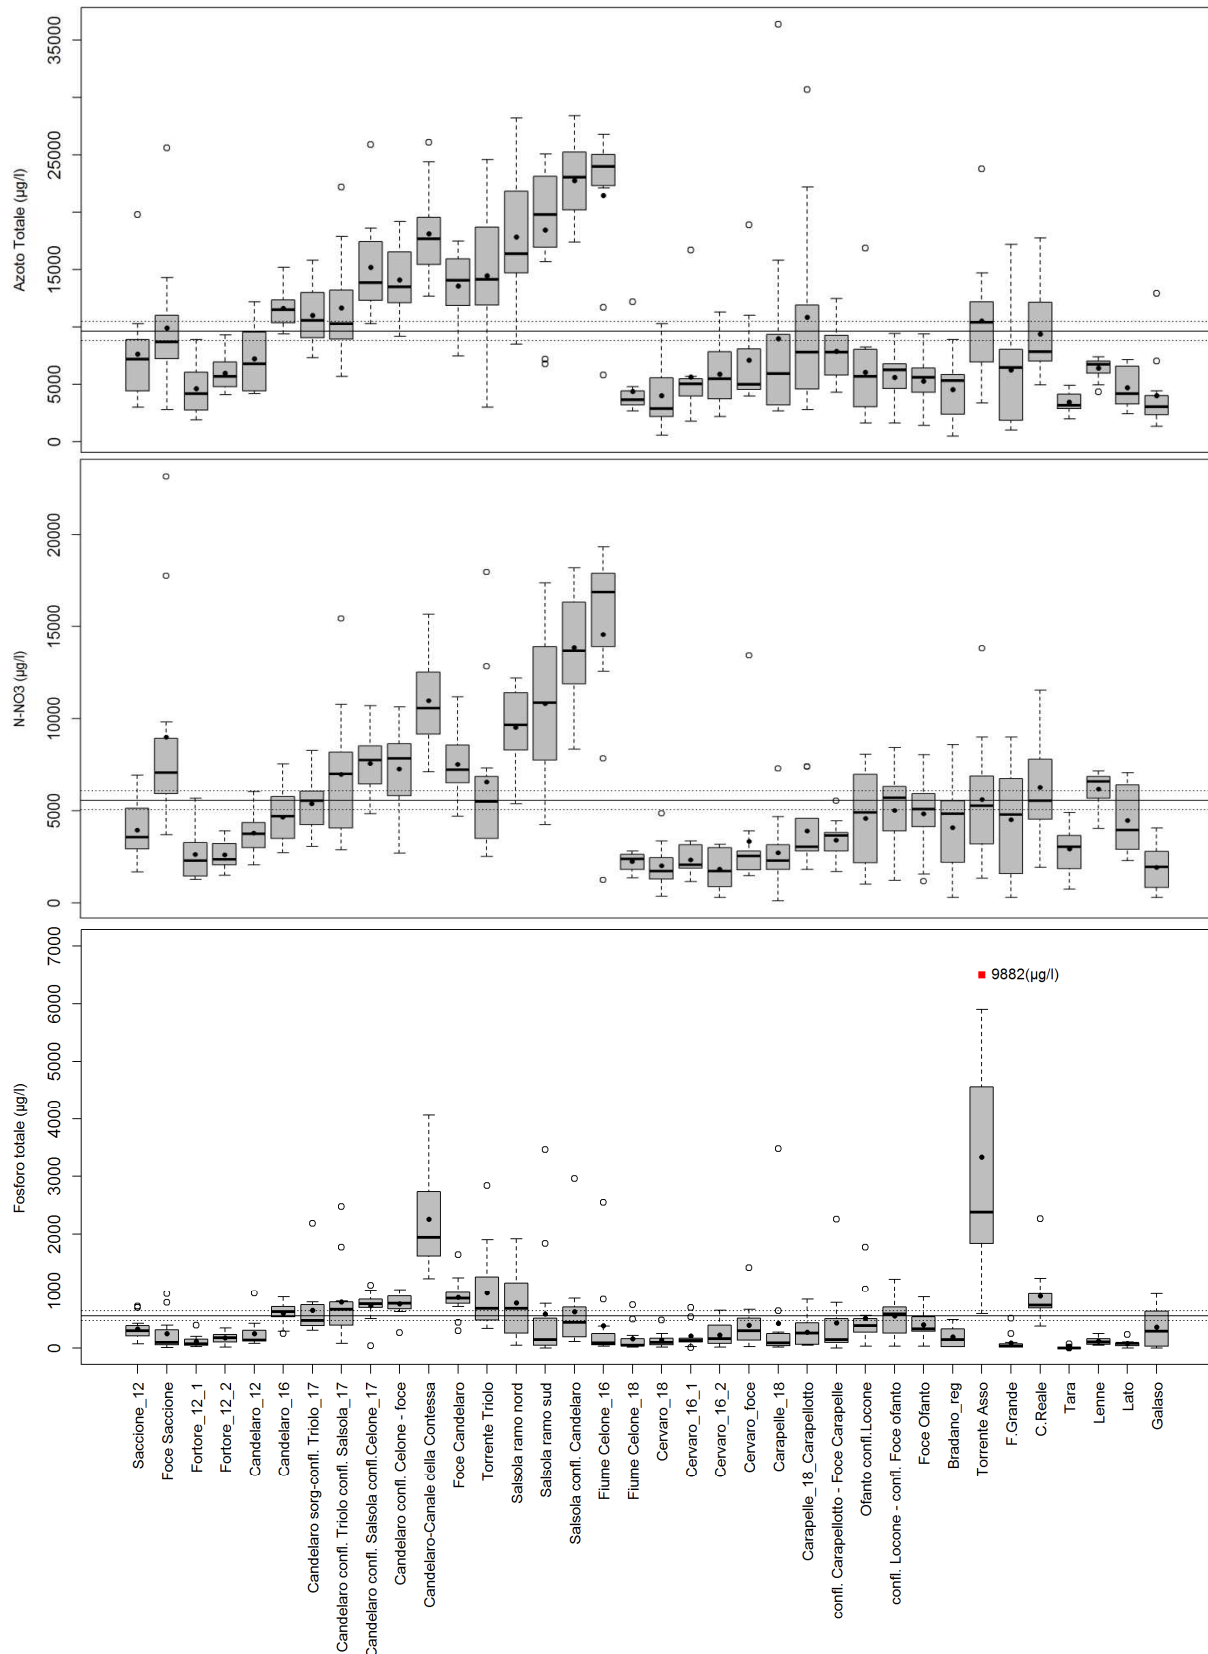 Azoto Totale (µg/l)
35000
25000
15000
5000
0
N-NO3 (µg/l)
20000
15000
10000
5000
0
Fosforo totale (µg/l)
7000
6000
5000
4000
3000
2000
1000
0
9882(µg/l)
Saccione_12
Foce Saccione
Fortore_12_1
Fortore_12_2
Candelaro_12
Candelaro_16
Candelaro sorg-confl. Triolo_17
Candelaro confl. Triolo confl. Salsola_17
Candelaro confl. Salsola confl.Celone_17
Candelaro confl. Celone - foce
Candelaro-Canale della Contessa
Foce Candelaro
Torrente Triolo
Salsola ramo nord
Salsola ramo sud
Salsola confl. Candelaro
Fiume Celone_16
Fiume Celone_18
Cervaro_18
Cervaro_16_1
Cervaro_16_2
Cervaro_foce
Carapelle_18
Carapelle_18_Carapellotto
confl. Carapellotto - Foce Carapelle
Ofanto confl.Locone
confl. Locone - confl. Foce ofanto
Foce Ofanto
Bradano_reg
Torrente Asso
F.Grande
C.Reale
Tara
Lenne
Lato
Galaso